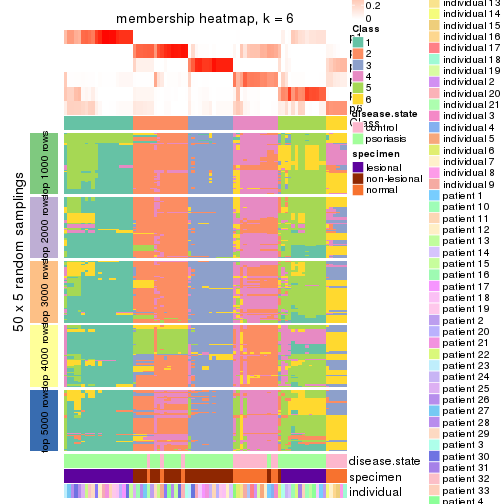 membership heatmap, k = 6
0.2
0
Class
1
2
3
4
5
6
disease.state
control
psoriasis
specimen
lesional
non-lesional
normal
50 x 5 random samplings
top 1000 rows
top 2000 rows
top 3000 rows
top 4000 rows
top 5000 rows
disease.state
specimen
individual
individual 13
individual 14
individual 15
individual 16
individual 17
individual 18
individual 19
individual 2
individual 20
individual 21
individual 3
individual 4
individual 5
individual 6
individual 7
individual 8
individual 9
patient 1
patient 10
patient 11
patient 12
patient 13
patient 14
patient 15
patient 16
patient 17
patient 18
patient 19
patient 2
patient 20
patient 21
patient 22
patient 23
patient 24
patient 25
patient 26
patient 27
patient 28
patient 29
patient 3
patient 30
patient 31
patient 32
patient 33
patient 4